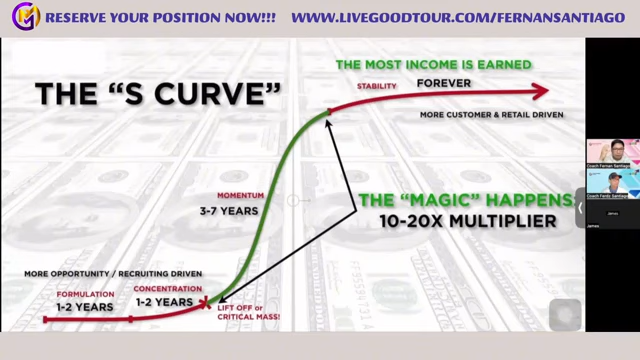 RESERVE YOUR POSITION NOW!!! WWW.LIVEGOODTOUR.COM/FERNANSANTIAGO
THE "S CURVE"
THE MOST INCOME IS EARNED
STABILITY FOREVER
MORE CUSTOMER & RETAIL DRIVEN
MOMENTUM
3-7 YEARS
THE "MAGIC" HAPPENS
10-20X MULTIPLIER
MORE OPPORTUNITY / RECRUITING DRIVEN
FORMULATION
1-2 YEARS
CONCENTRATION
1-2 YEARS
LIFT OFF or
CRITICAL MASS!
Coach Fernan Santiago
Coach Ferdz Santiago
James
James